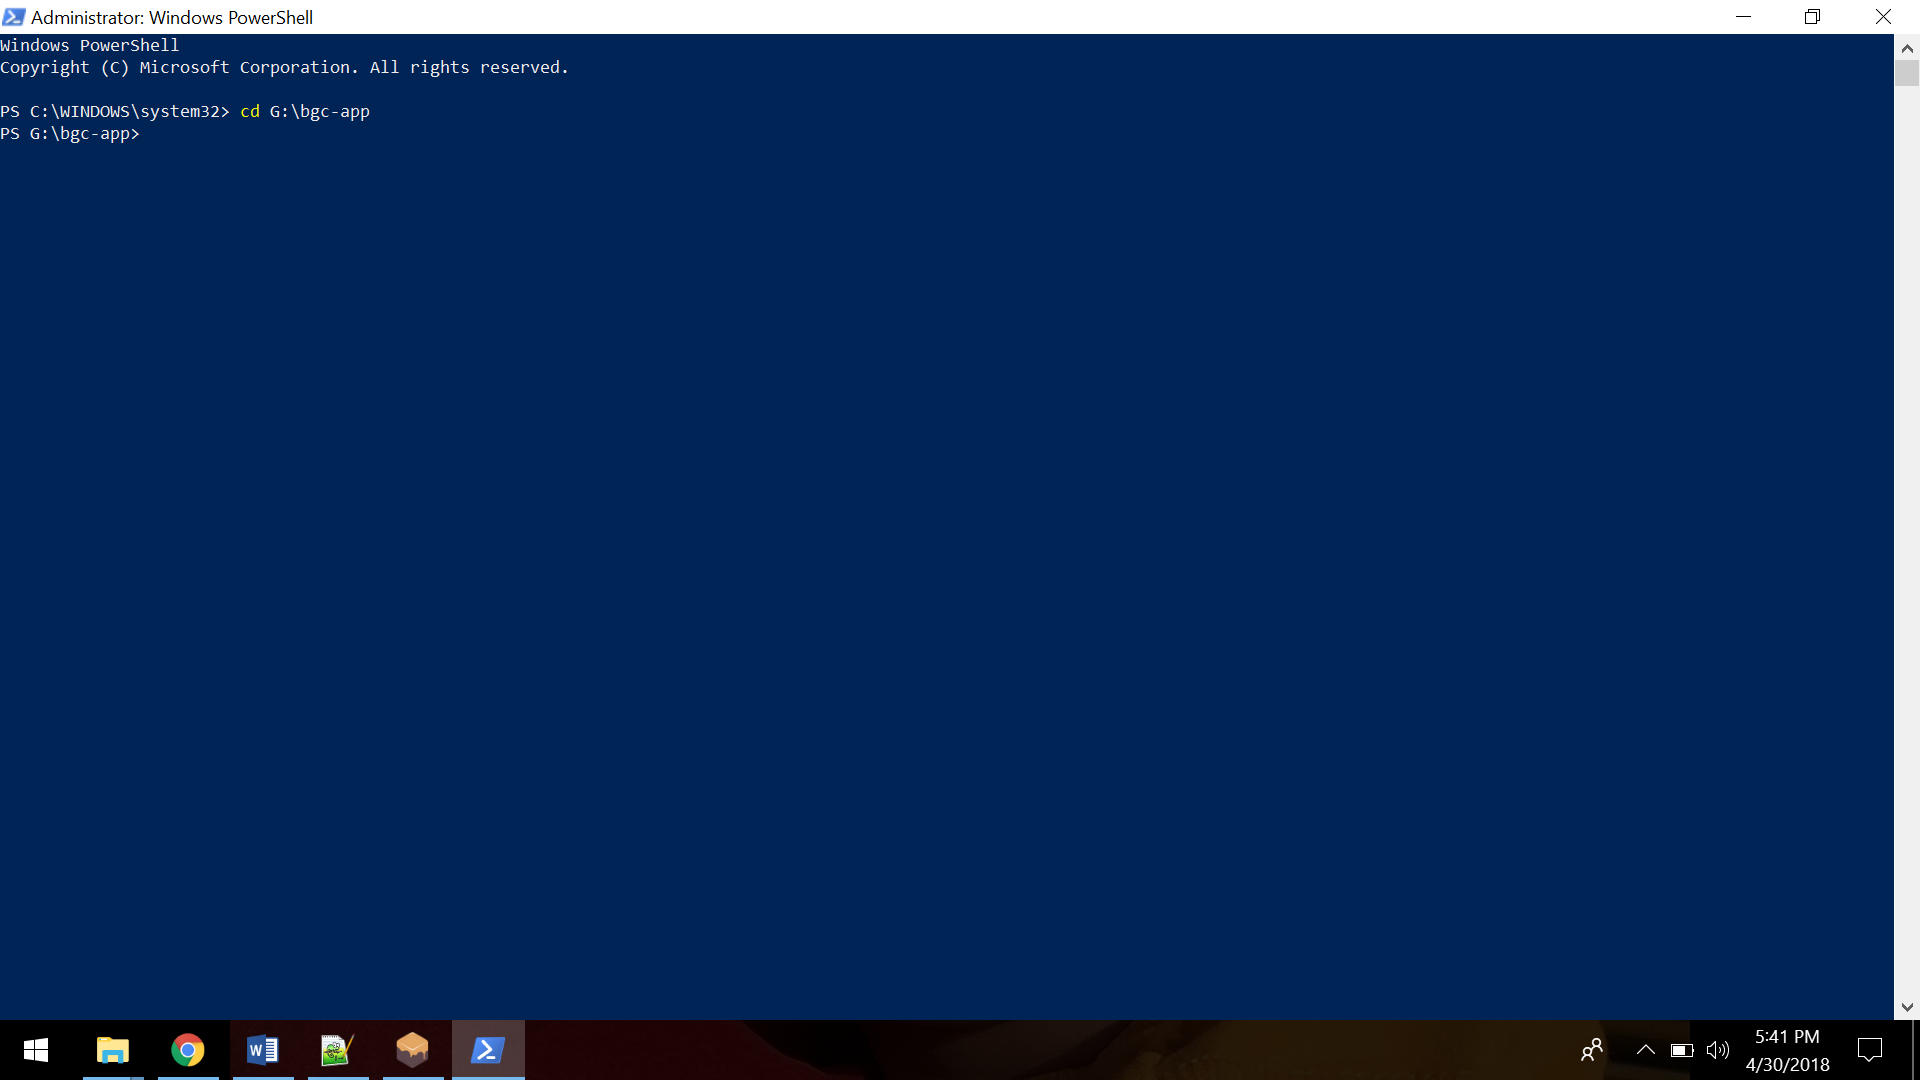 Administrator: Windows PowerShell
Windows PowerShell
Copyright (C) Microsoft Corporation. All rights reserved.
PS C:\WINDOWS\system32> cd G:\bgc-app
PS G:\bgc-app>
5:41 PM
4/30/2018